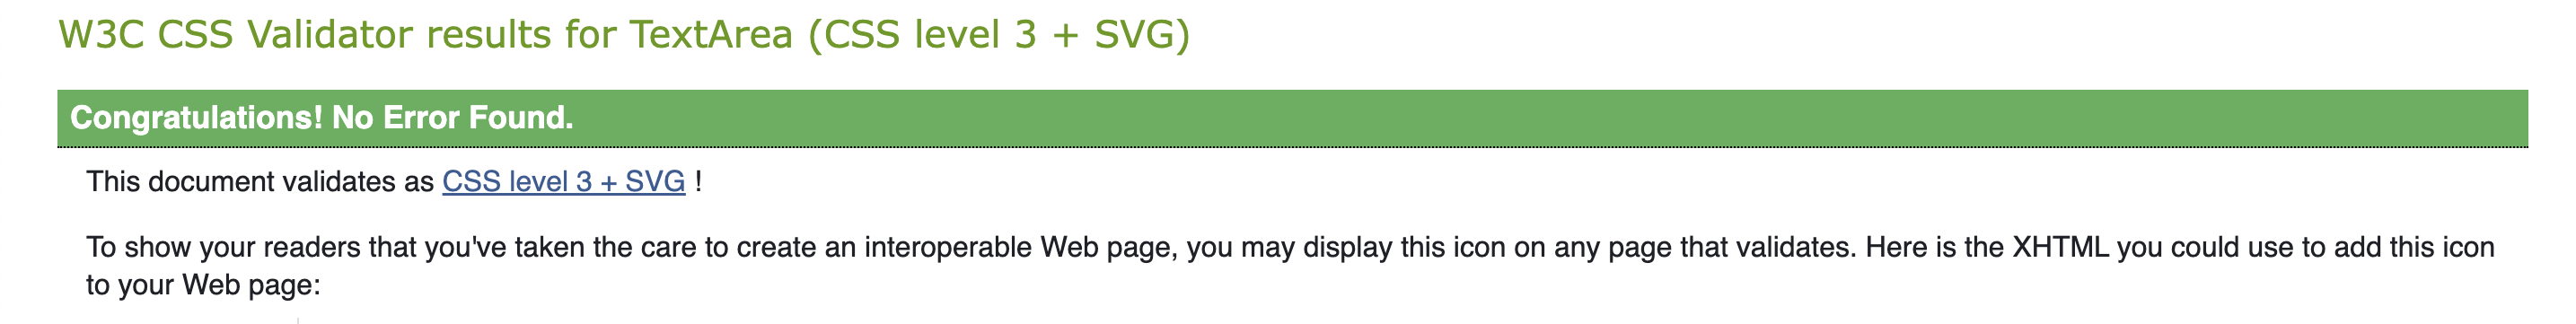 W3C CSS Validator results for TextArea (CSS level 3 + SVG)
Congratulations! No Error Found.
This document validates as CSS level 3 + SVG !
To show your readers that you've taken the care to create an interoperable Web page, you may display this icon on any page that validates. Here is the XHTML you could use to add this icon
to your Web page: